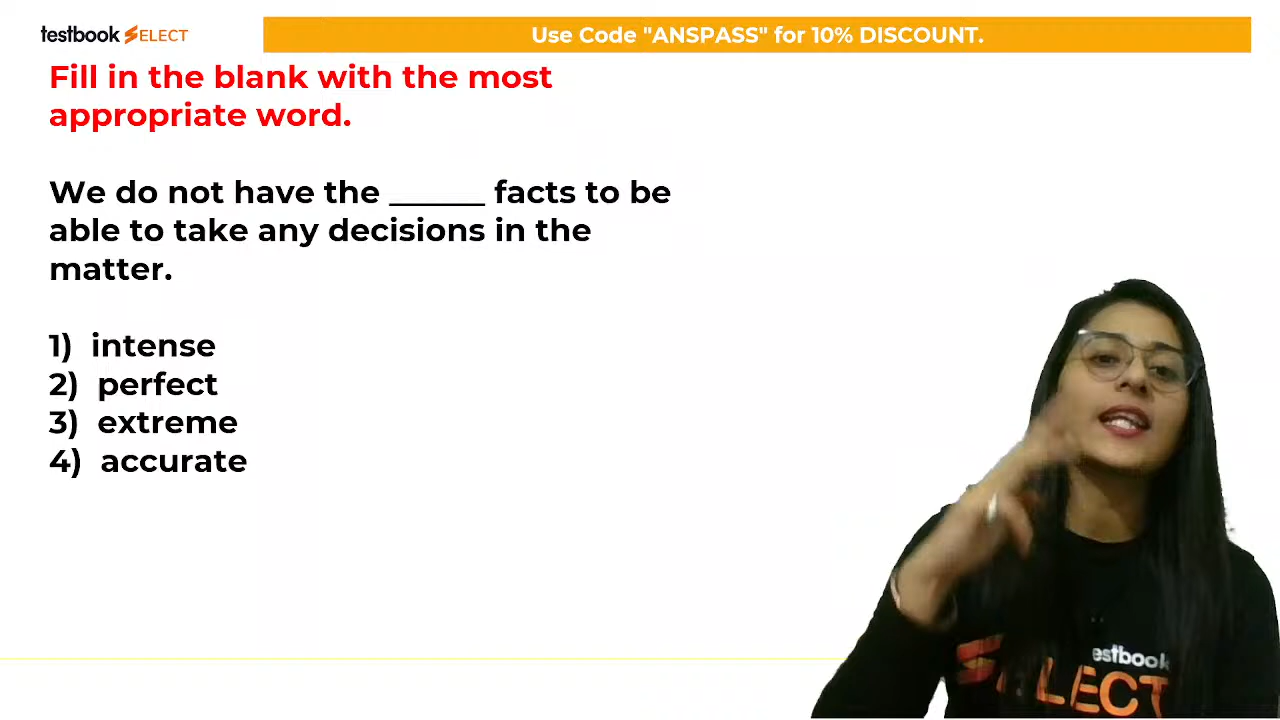 testbook SELECT
Use Code "ANSPASS" for 10% DISCOUNT.
Fill in the blank with the most
appropriate word.
We do not have the ______ facts to be
able to take any decisions in the
matter.
1) intense
2) perfect
3) extreme
4) accurate
estbook
SELECT